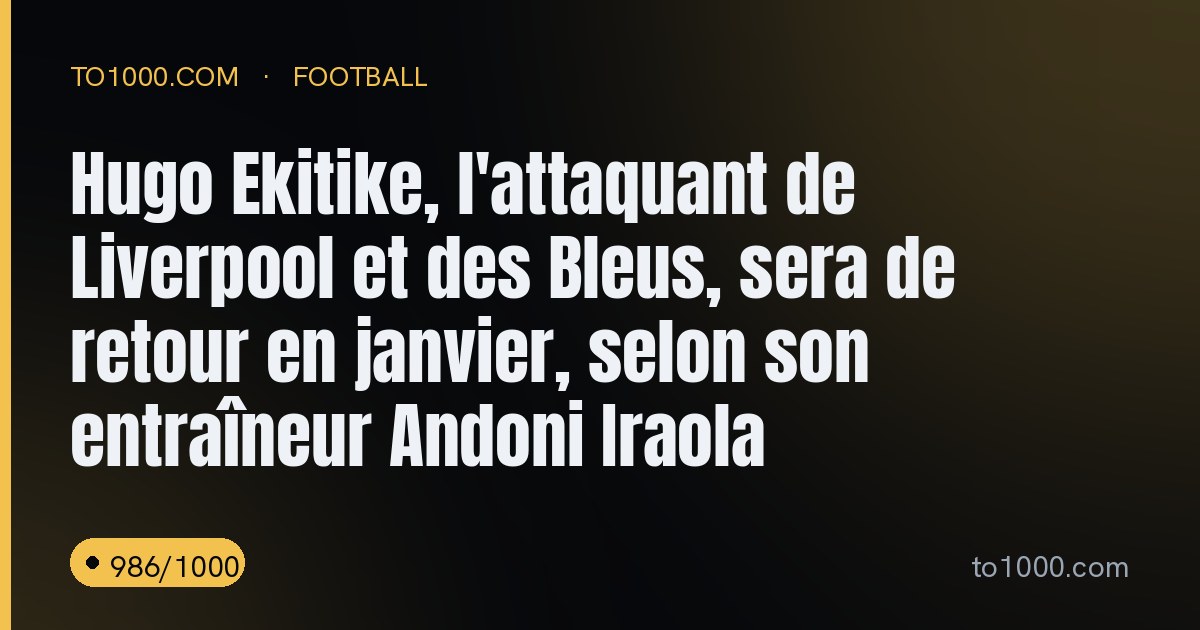 TO1000.COM · FOOTBALL
Hugo Ekitike, l'attaquant de
Liverpool et des Bleus, sera de
retour en janvier, selon son
entraîneur Andoni Iraola
986/1000
to1000.com